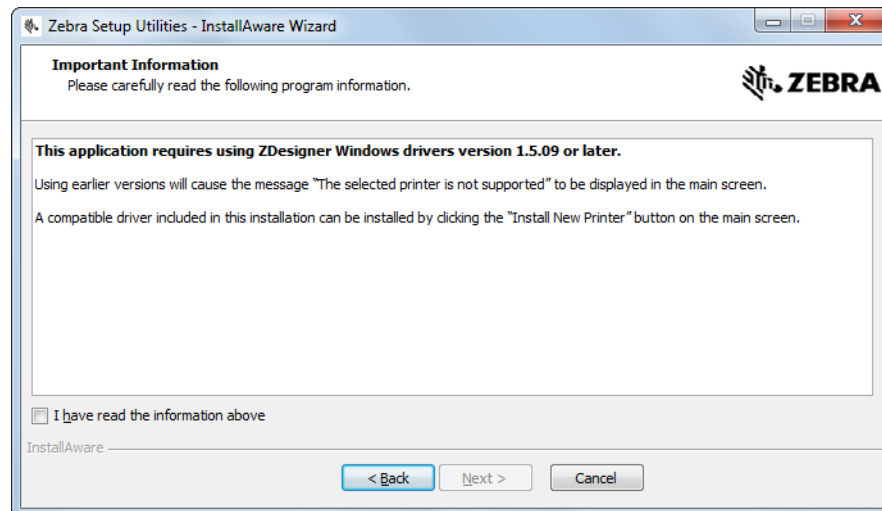 Zebra Setup Utilities - InstallAware Wizard
Important Information
Please carefully read the following program information.
ZEBRA
This application requires using ZDesigner Windows drivers version 1.5.09 or later.
Using earlier versions will cause the message "The selected printer is not supported" to be displayed in the main screen.
A compatible driver included in this installation can be installed by clicking the "Install New Printer" button on the main screen.
I have read the information above
InstallAware
< Back Next > Cancel